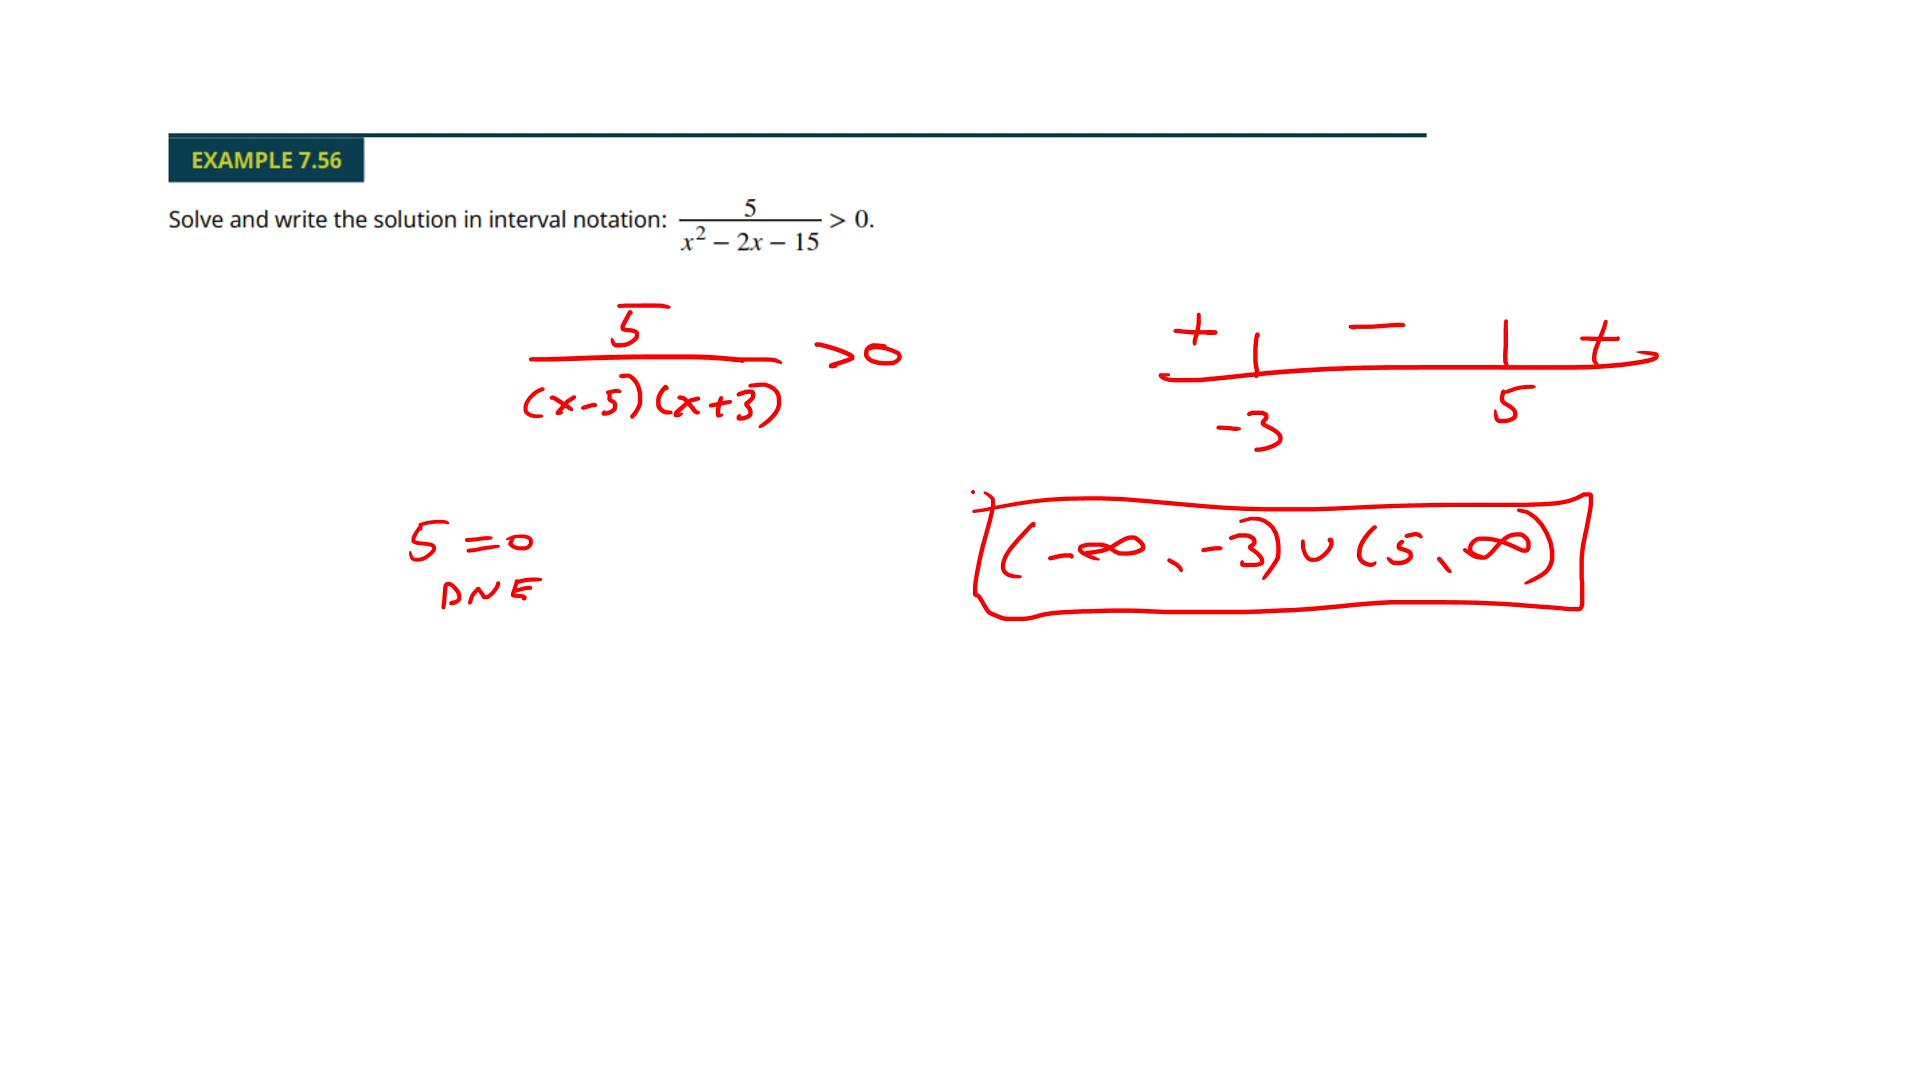 EXAMPLE 7.56
Solve and write the solution in interval notation: 5/(x² − 2x − 15) > 0.
5/((x-5)(x+3)) >0
+ - +
-3 5
5=0
DNE
(-∞,-3)∪(5,∞)